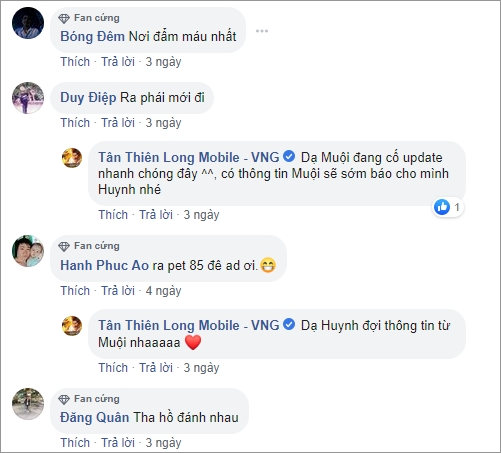 Fan cứng
Bóng Đêm Nơi đẩm máu nhất
Thích · Trả lời · 3 ngày
Duy Điệp Ra phái mới đi
Thích · Trả lời · 3 ngày
Tân Thiên Long Mobile - VNG Dạ Muội đang cố update
nhanh chóng đây ^^, có thông tin Muội sẽ sớm báo cho mình
Huynh nhé
1
Thích · Trả lời · 3 ngày
Fan cứng
Hanh Phuc Ao ra pet 85 đê ad ơi.😁
Thích · Trả lời · 4 ngày
Tân Thiên Long Mobile - VNG Dạ Huynh đợi thông tin từ
Muội nhaaaaa ❤️
Thích · Trả lời · 3 ngày
Fan cứng
Đăng Quân Tha hồ đánh nhau
Thích · Trả lời · 3 ngày